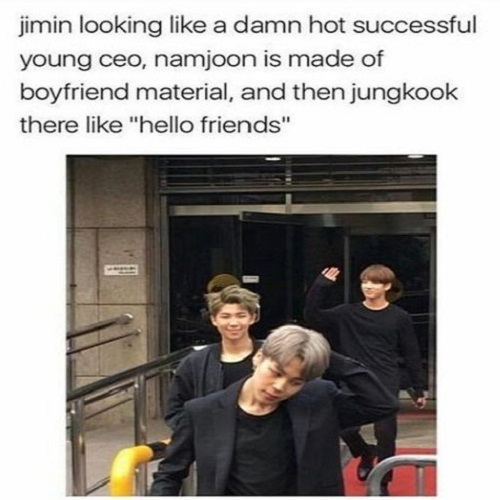 jimin looking like a damn hot successful
young ceo, namjoon is made of
boyfriend material, and then jungkook
there like "hello friends"